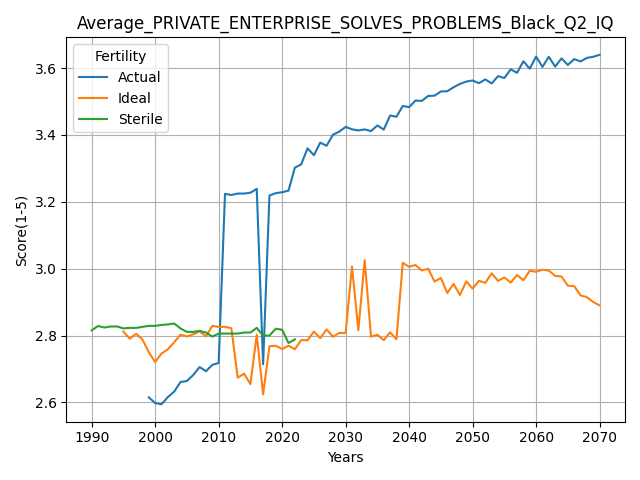 Average_PRIVATE_ENTERPRISE_SOLVES_PROBLEMS_Black_Q2_IQ
Fertility
Actual
Ideal
Sterile
Score(1-5)
3.6
3.4
3.2
3.0
2.8
2.6
1990 2000 2010 2020 2030 2040 2050 2060 2070
Years